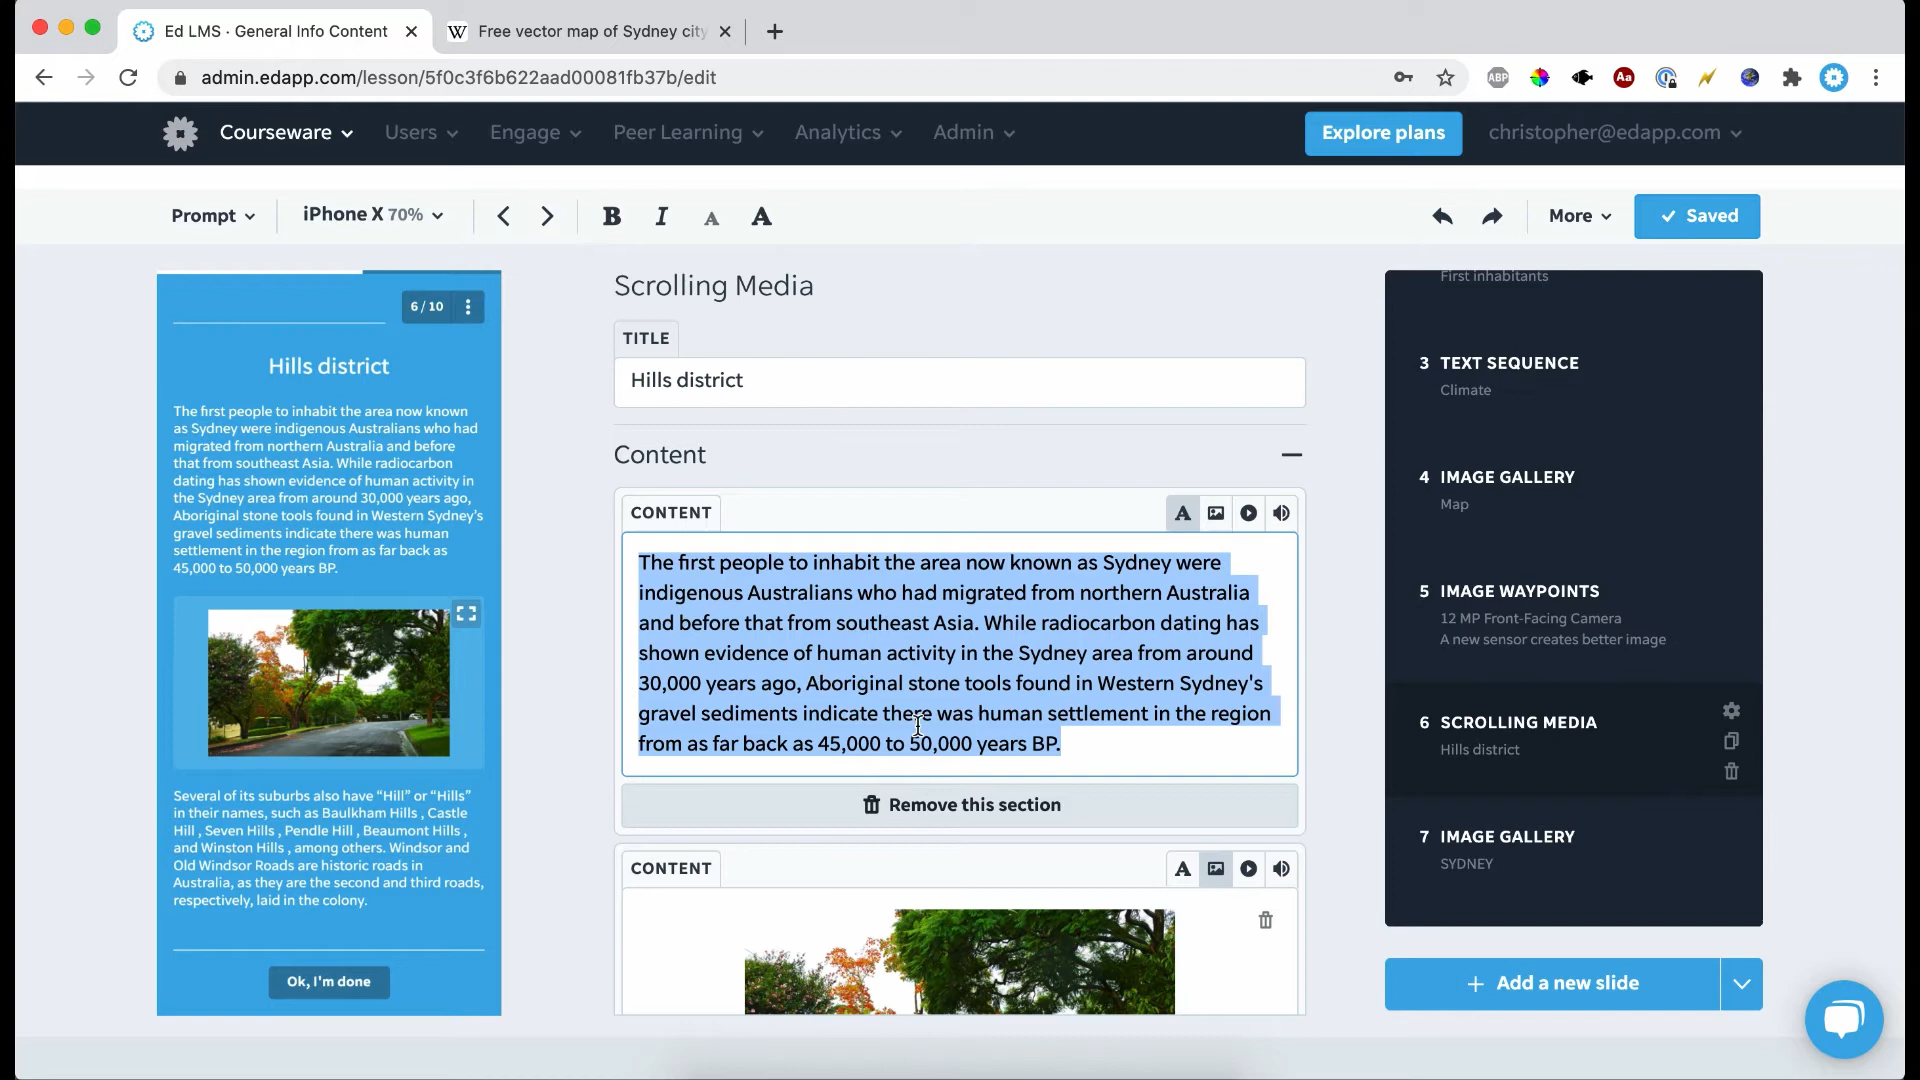 Ed LMS · General Info Content
Free vector map of Sydney city
admin.edapp.com/lesson/5f0c3f6b622aad00081fb37b/edit
ABP
Aa
Courseware
Users
Engage
Peer Learning
Analytics
Admin
Explore plans
christopher@edapp.com
Prompt
iPhone X 70%
B
I
A
A
More
Saved
6 / 10
Hills district
The first people to inhabit the area now known
as Sydney were indigenous Australians who had
migrated from northern Australia and before
that from southeast Asia. While radiocarbon
dating has shown evidence of human activity in
the Sydney area from around 30,000 years ago,
Aboriginal stone tools found in Western Sydney's
gravel sediments indicate there was human
settlement in the region from as far back as
45,000 to 50,000 years BP.
Several of its suburbs also have “Hill” or “Hills”
in their names, such as Baulkham Hills , Castle
Hill , Seven Hills , Pendle Hill , Beaumont Hills ,
and Winston Hills , among others. Windsor and
Old Windsor Roads are historic roads in
Australia, as they are the second and third roads,
respectively, laid in the colony.
Ok, I'm done
Scrolling Media
TITLE
Hills district
Content
CONTENT
A
The first people to inhabit the area now known as Sydney were
indigenous Australians who had migrated from northern Australia
and before that from southeast Asia. While radiocarbon dating has
shown evidence of human activity in the Sydney area from around
30,000 years ago, Aboriginal stone tools found in Western Sydney's
gravel sediments indicate there was human settlement in the region
from as far back as 45,000 to 50,000 years BP.
Remove this section
CONTENT
A
First inhabitants
3 TEXT SEQUENCE
Climate
4 IMAGE GALLERY
Map
5 IMAGE WAYPOINTS
12 MP Front-Facing Camera
A new sensor creates better image
6 SCROLLING MEDIA
Hills district
7 IMAGE GALLERY
SYDNEY
Add a new slide